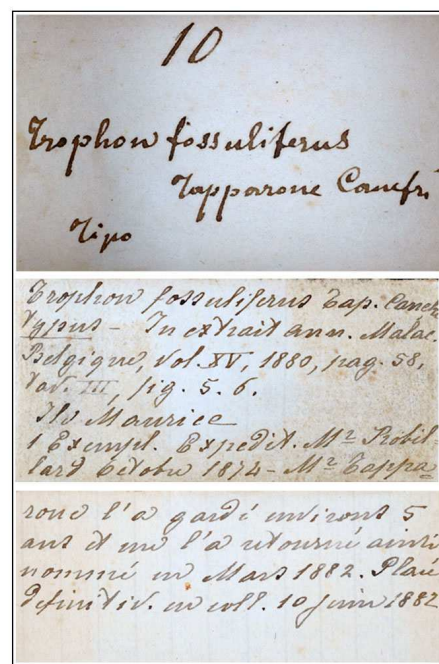 10
Trophon fossuliferus
Tapparone Canefri
Tipo
Trophon fossuliferus Tap. Canef.
Typus - In extrait ann. Malac.
Belgique, Vol. XV, 1880, pag. 58,
Tav. III, fig. 5. 6.
Ile Maurice
1 Exempl. Expedit. Mr Robil
lard Octobre 1874 - Mr Tappa=
rone l'a gardé environs 5
ans et me l'a retourné ainsi
nommé en Mars 1882. Placé
definitiv. en coll. 10 Juin 1882